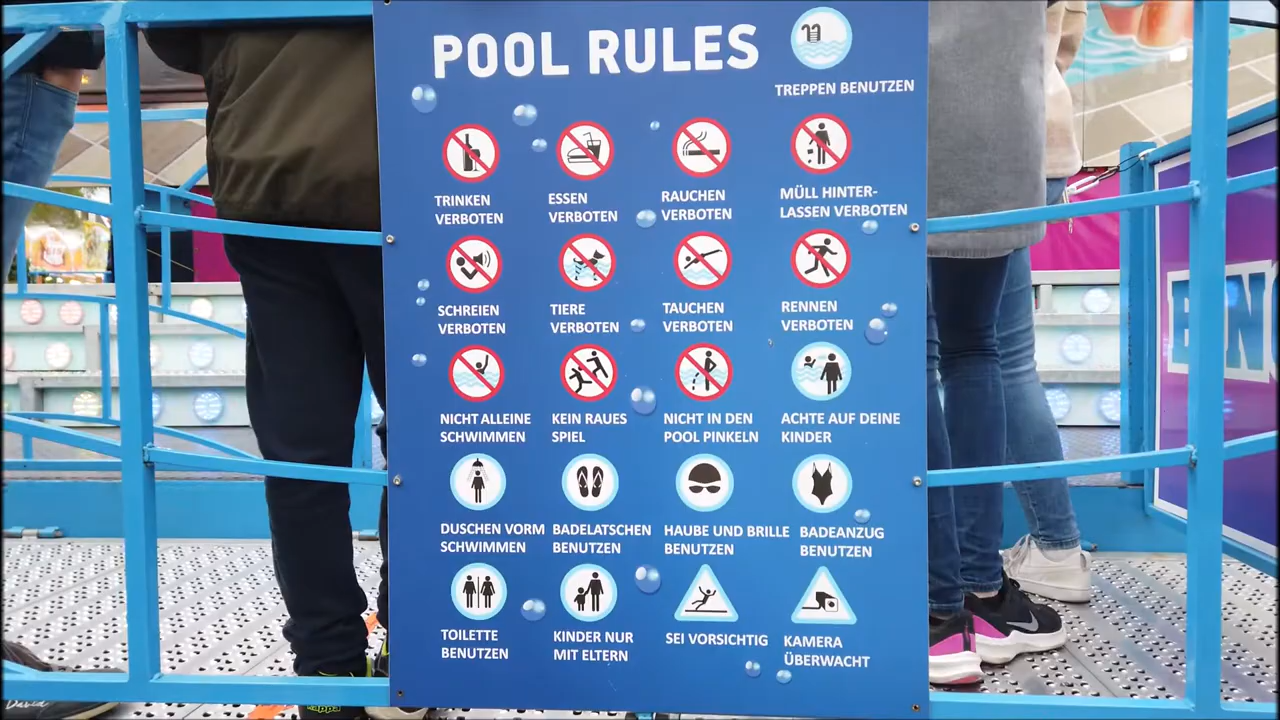 POOL RULES
TREPPEN BENUTZEN
TRINKEN
VERBOTEN
ESSEN
VERBOTEN
RAUCHEN
VERBOTEN
MÜLL HINTER-
LASSEN VERBOTEN
SCHREIEN
VERBOTEN
TIERE
VERBOTEN
TAUCHEN
VERBOTEN
RENNEN
VERBOTEN
NICHT ALLEINE
SCHWIMMEN
KEIN RAUES
SPIEL
NICHT IN DEN
POOL PINKELN
ACHTE AUF DEINE
KINDER
DUSCHEN VORM
SCHWIMMEN
BADELATSCHEN
BENUTZEN
HAUBE UND BRILLE
BENUTZEN
BADEANZUG
BENUTZEN
TOILETTE
BENUTZEN
KINDER NUR
MIT ELTERN
SEI VORSICHTIG
KAMERA
ÜBERWACHT
David
kappa